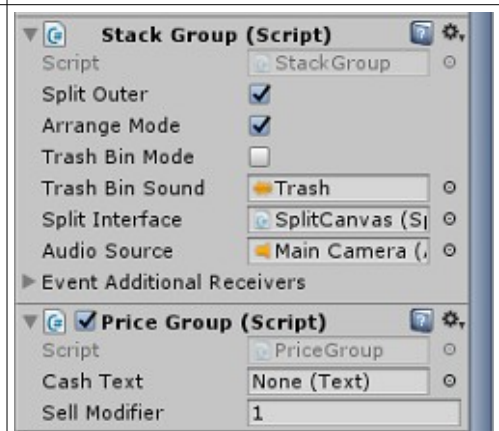 Stack Group (Script)
Script StackGroup
Split Outer
Arrange Mode
Trash Bin Mode
Trash Bin Sound Trash
Split Interface SplitCanvas (Sp
Audio Source Main Camera (
Event Additional Receivers
Price Group (Script)
Script PriceGroup
Cash Text None (Text)
Sell Modifier 1